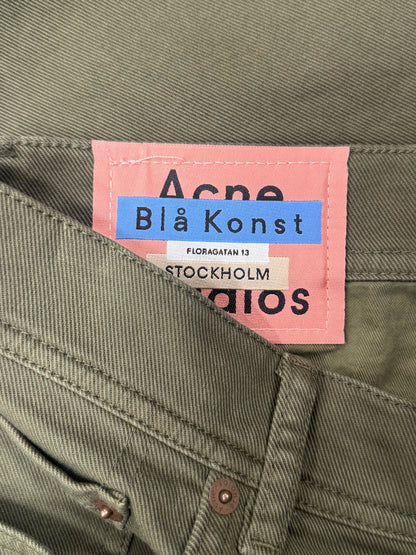 Acne
Blå Konst
FLORAGATAN 13
STOCKHOLM